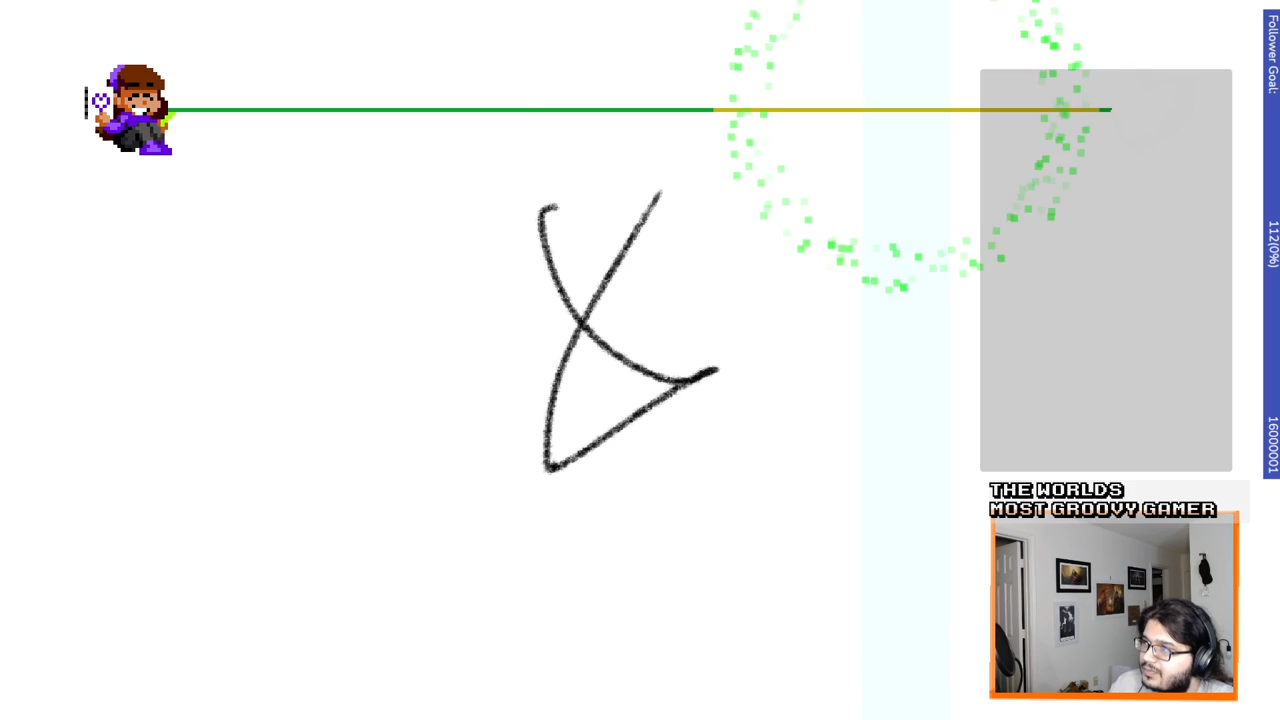 Follower Goal:
112(0%)
16000001
THE WORLDS
MOST GROOVY GAMER